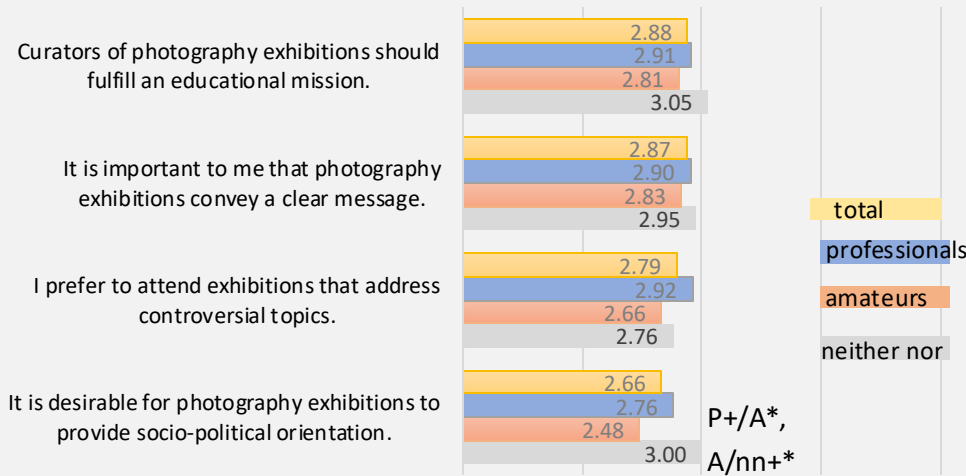 Curators of photography exhibitions should
fulfill an educational mission.
2.88
2.91
2.81
3.05
It is important to me that photography
exhibitions convey a clear message.
2.87
2.90
2.83
2.95
I prefer to attend exhibitions that address
controversial topics.
2.79
2.92
2.66
2.76
It is desirable for photography exhibitions to
provide socio-political orientation.
2.66
2.76
2.48
3.00
P+/A*,
A/nn+*
total
professionals
amateurs
neither nor